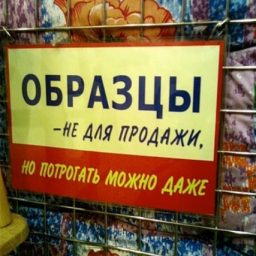 ОБРАЗЦЫ
–НЕ ДЛЯ ПРОДАЖИ,
НО ПОТРОГАТЬ МОЖНО ДАЖЕ